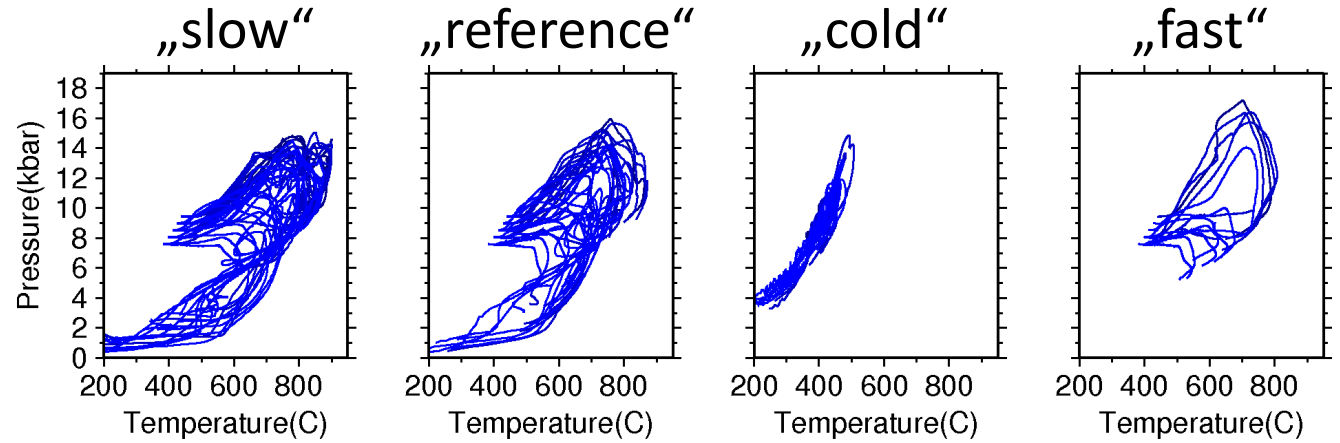 „slow“ „reference“ „cold“ „fast“
Pressure(kbar)
18
16
14
12
10
8
6
4
2
0
200 400 600 800 200 400 600 800 200 400 600 800 200 400 600 800
Temperature(C) Temperature(C) Temperature(C) Temperature(C)